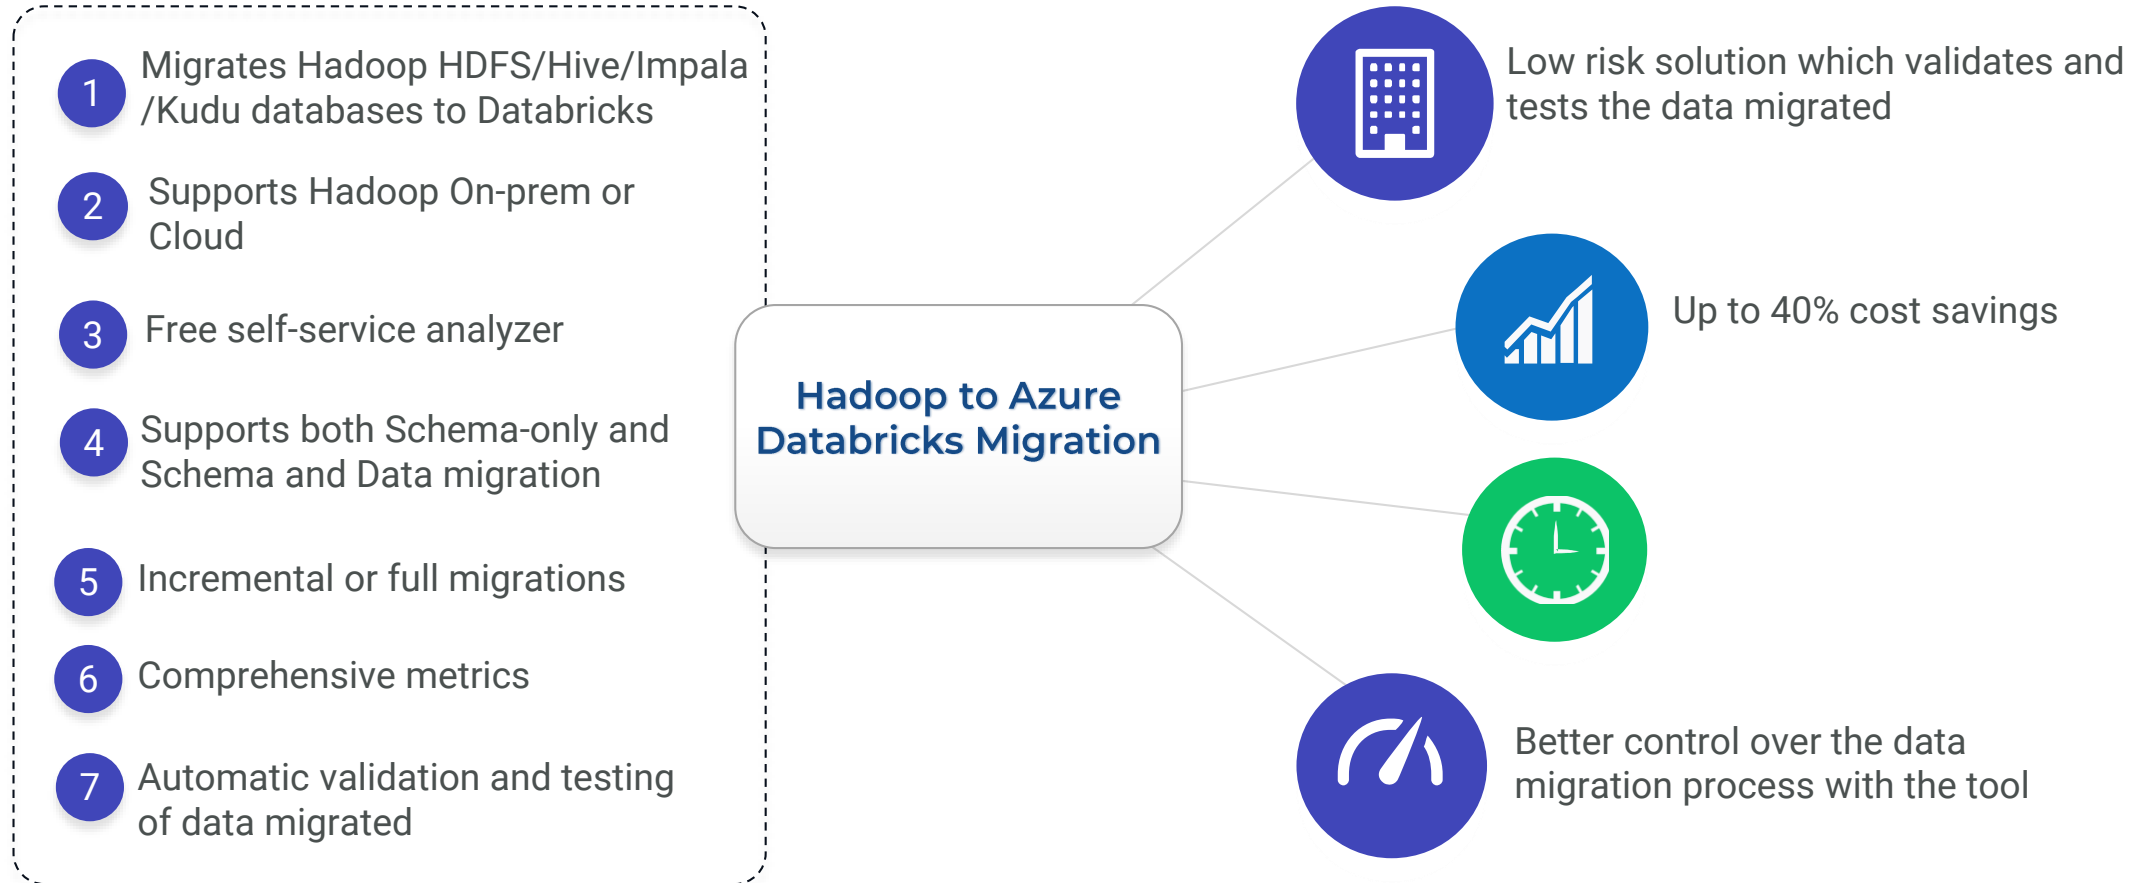 1
Migrates Hadoop HDFS/Hive/Impala
/Kudu databases to Databricks
2
Supports Hadoop On-prem or
Cloud
3
Free self-service analyzer
4
Supports both Schema-only and
Schema and Data migration
5
Incremental or full migrations
6
Comprehensive metrics
7
Automatic validation and testing
of data migrated
Hadoop to Azure
Databricks Migration
Low risk solution which validates and
tests the data migrated
Up to 40% cost savings
Better control over the data
migration process with the tool